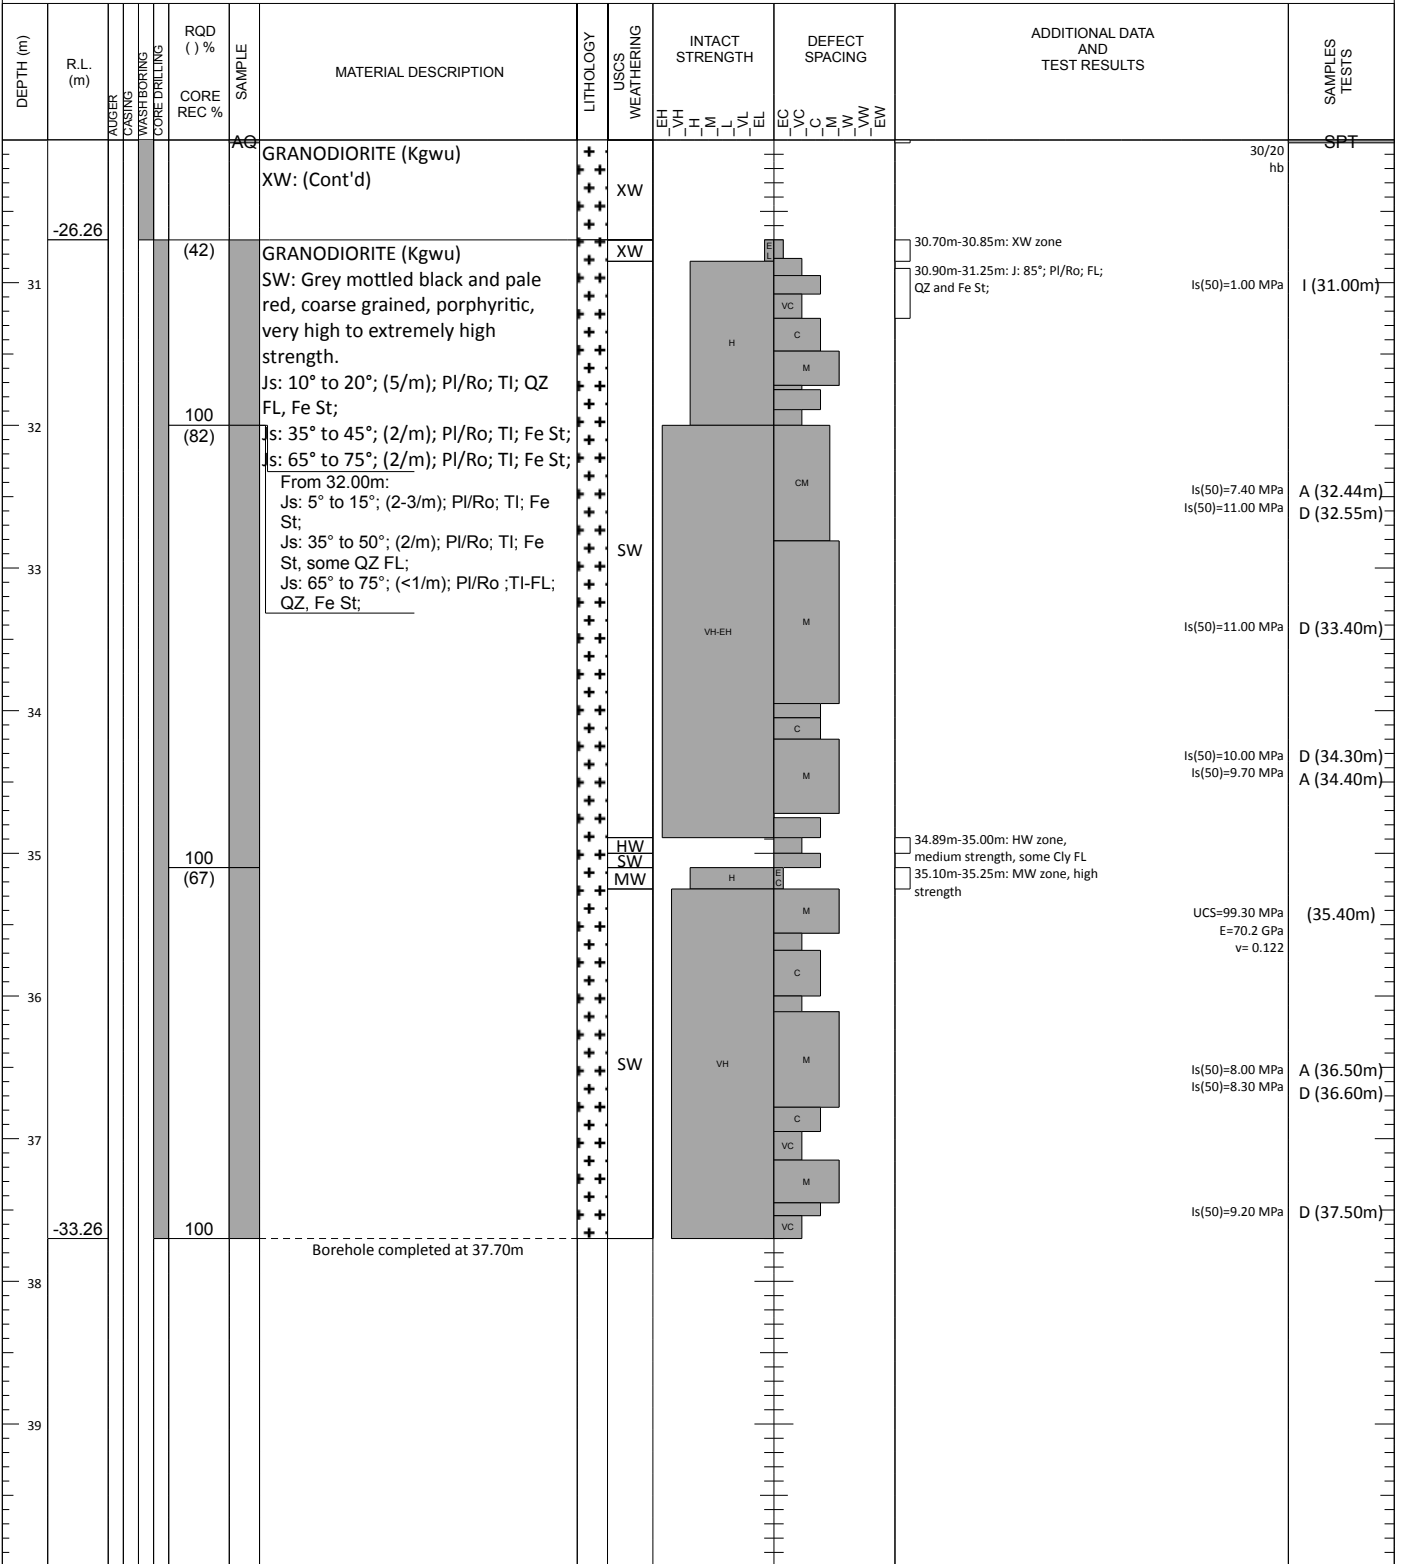 DEPTH (m)
R.L.
(m)
AUGER
CASING
WASH BORING
CORE DRILLING
RQD
( ) %
CORE
REC %
SAMPLE
MATERIAL DESCRIPTION
LITHOLOGY
USCS
WEATHERING
INTACT
STRENGTH
EH
VH
H
M
L
VL
EL
DEFECT
SPACING
EC
VC
C
M
W
VW
EW
ADDITIONAL DATA
AND
TEST RESULTS
SAMPLES
TESTS
AQ
SPT
GRANODIORITE (Kgwu)
XW: (Cont'd)
XW
30/20
hb
-26.26
(42)
GRANODIORITE (Kgwu)
SW: Grey mottled black and pale
red, coarse grained, porphyritic,
very high to extremely high
strength.
Js: 10° to 20°; (5/m); Pl/Ro; TI; QZ
FL, Fe St;
Js: 35° to 45°; (2/m); Pl/Ro; TI; Fe St;
Js: 65° to 75°; (2/m); Pl/Ro; TI; Fe St;
XW
E
L
30.70m-30.85m: XW zone
30.90m-31.25m: J: 85°; Pl/Ro; FL;
QZ and Fe St;
31
Is(50)=1.00 MPa
I (31.00m)
VC
C
H
M
100
32
(82)
From 32.00m:
Js: 5° to 15°; (2-3/m); Pl/Ro; TI; Fe
St;
Js: 35° to 50°; (2/m); Pl/Ro; TI; Fe
St, some QZ FL;
Js: 65° to 75°; (<1/m); Pl/Ro ;TI-FL;
QZ, Fe St;
CM
Is(50)=7.40 MPa
A (32.44m)
Is(50)=11.00 MPa
D (32.55m)
SW
33
VH-EH
M
Is(50)=11.00 MPa
D (33.40m)
34
C
Is(50)=10.00 MPa
D (34.30m)
M
Is(50)=9.70 MPa
A (34.40m)
HW
34.89m-35.00m: HW zone,
medium strength, some Cly FL
35
100
SW
(67)
MW
H
E
C
35.10m-35.25m: MW zone, high
strength
M
UCS=99.30 MPa
(35.40m)
E=70.2 GPa
v= 0.122
C
36
SW
VH
M
Is(50)=8.00 MPa
A (36.50m)
Is(50)=8.30 MPa
D (36.60m)
C
37
VC
M
Is(50)=9.20 MPa
D (37.50m)
-33.26
100
VC
Borehole completed at 37.70m
38
39